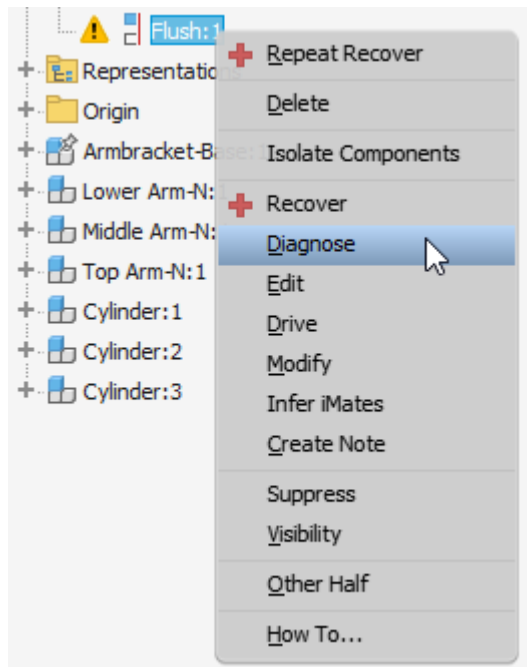 Flush:1
Representations
Origin
Armbracket-Base:1
Lower Arm-N:1
Middle Arm-N:
Top Arm-N:1
Cylinder:1
Cylinder:2
Cylinder:3
Repeat Recover
Delete
Isolate Components
Recover
Diagnose
Edit
Drive
Modify
Infer iMates
Create Note
Suppress
Visibility
Other Half
How To...